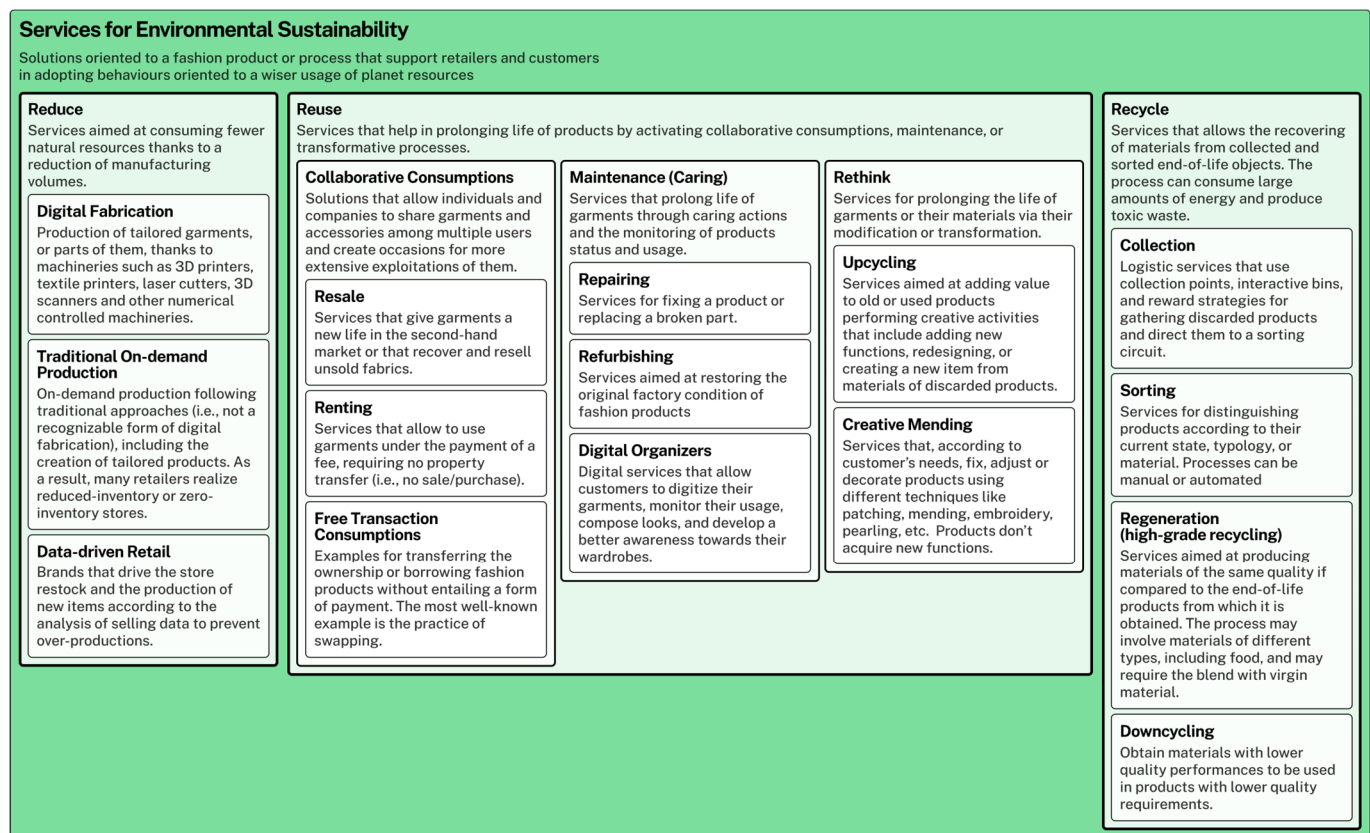 Services for Environmental Sustainability
Solutions oriented to a fashion product or process that support retailers and customers
in adopting behaviours oriented to a wiser usage of planet resources
Reduce
Services aimed at consuming fewer
natural resources thanks to a
reduction of manufacturing
volumes.
Digital Fabrication
Production of tailored garments,
or parts of them, thanks to
machineries such as 3D printers,
textile printers, laser cutters, 3D
scanners and other numerical
controlled machineries.
Traditional On-demand
Production
On-demand production following
traditional approaches (i.e., not a
recognizable form of digital
fabrication), including the
creation of tailored products. As
a result, many retailers realize
reduced-inventory or zero-
inventory stores.
Data-driven Retail
Brands that drive the store
restock and the production of
new items according to the
analysis of selling data to prevent
over-productions.
Reuse
Services that help in prolonging life of products by activating collaborative consumptions, maintenance, or
transformative processes.
Collaborative Consumptions
Solutions that allow individuals and
companies to share garments and
accessories among multiple users
and create occasions for more
extensive exploitations of them.
Resale
Services that give garments a
new life in the second-hand
market or that recover and resell
unsold fabrics.
Renting
Services that allow to use
garments under the payment of a
fee, requiring no property
transfer (i.e., no sale/purchase).
Free Transaction
Consumptions
Examples for transferring the
ownership or borrowing fashion
products without entailing a form
of payment. The most well-known
example is the practice of
swapping.
Maintenance (Caring)
Services that prolong life of
garments through caring actions
and the monitoring of products
status and usage.
Repairing
Services for fixing a product or
replacing a broken part.
Refurbishing
Services aimed at restoring the
original factory condition of
fashion products
Digital Organizers
Digital services that allow
customers to digitize their
garments, monitor their usage,
compose looks, and develop a
better awareness towards their
wardrobes.
Rethink
Services for prolonging the life of
garments or their materials via their
modification or transformation.
Upcycling
Services aimed at adding value
to old or used products
performing creative activities
that include adding new
functions, redesigning, or
creating a new item from
materials of discarded products.
Creative Mending
Services that, according to
customer's needs, fix, adjust or
decorate products using
different techniques like
patching, mending, embroidery,
pearling, etc. Products don't
acquire new functions.
Recycle
Services that allows the recovering
of materials from collected and
sorted end-of-life objects. The
process can consume large
amounts of energy and produce
toxic waste.
Collection
Logistic services that use
collection points, interactive bins,
and reward strategies for
gathering discarded products
and direct them to a sorting
circuit.
Sorting
Services for distinguishing
products according to their
current state, typology, or
material. Processes can be
manual or automated
Regeneration
(high-grade recycling)
Services aimed at producing
materials of the same quality if
compared to the end-of-life
products from which it is
obtained. The process may
involve materials of different
types, including food, and may
require the blend with virgin
material.
Downcycling
Obtain materials with lower
quality performances to be used
in products with lower quality
requirements.